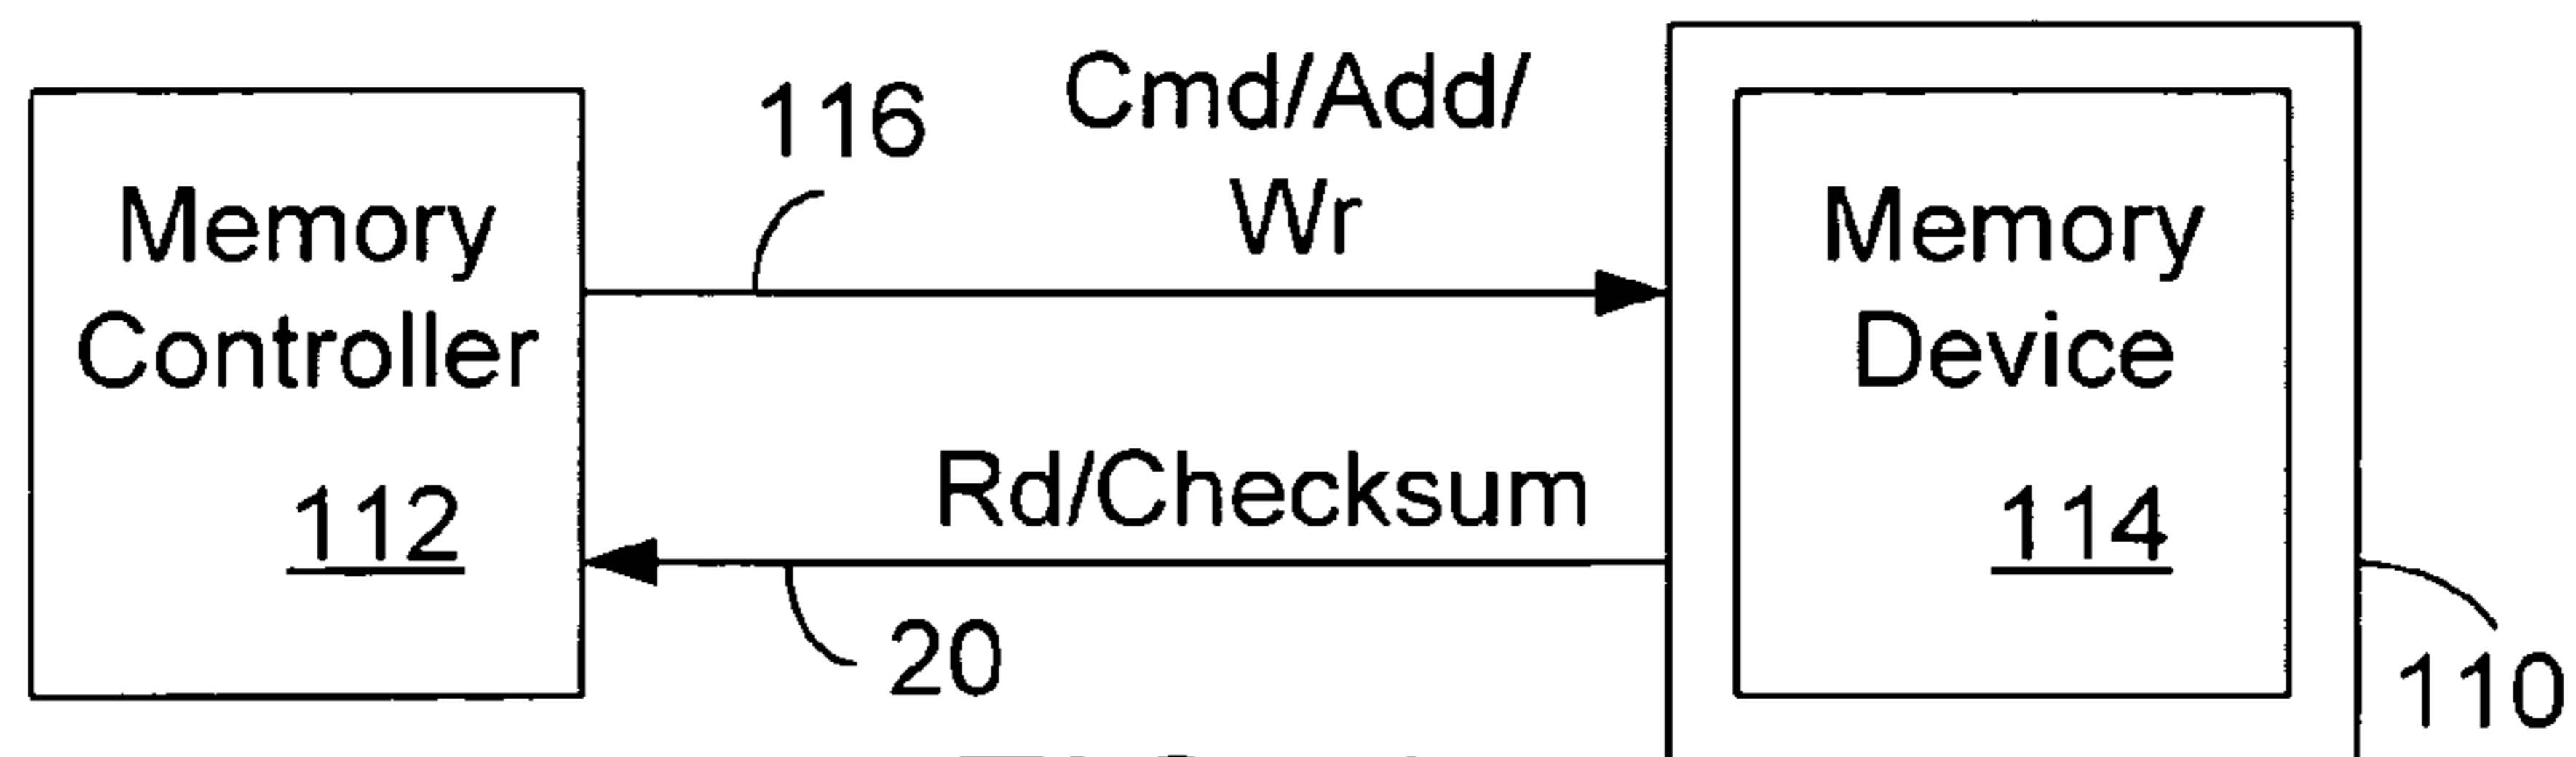 Memory
Controller
112
116
Cmd/Add/
Wr
Rd/Checksum
20
Memory
Device
114
110